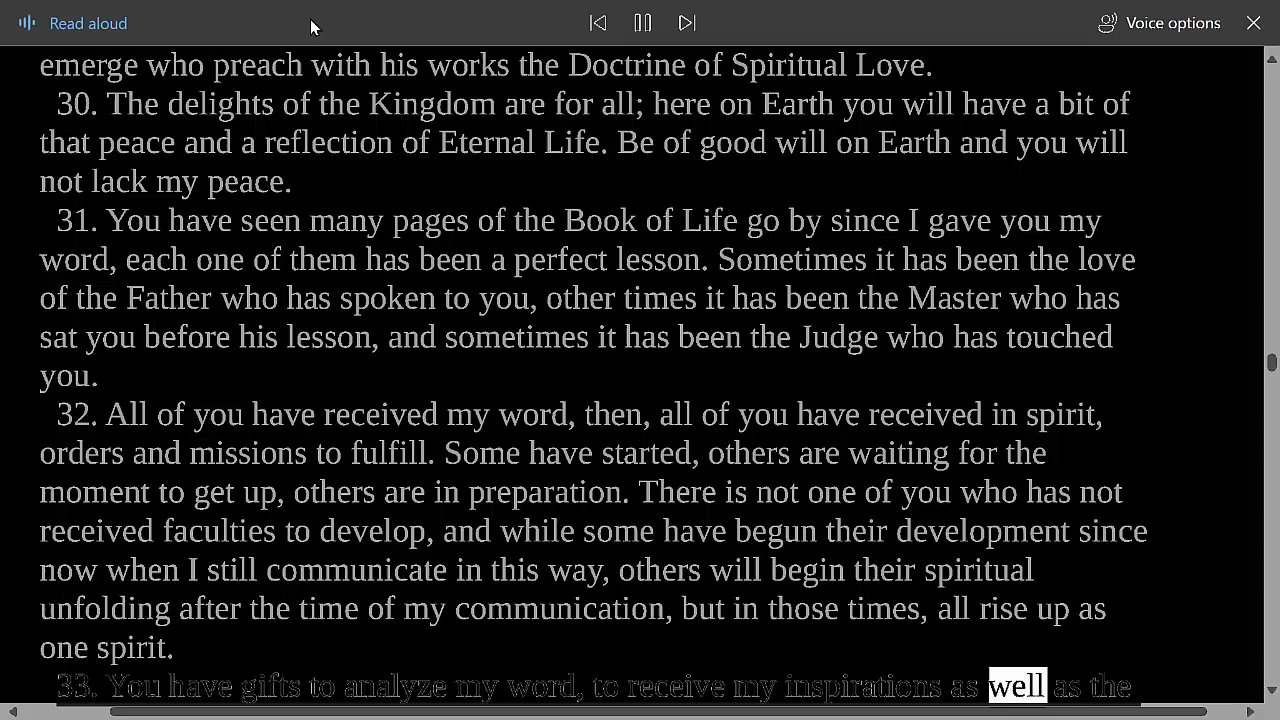 Read aloud
Voice options
emerge who preach with his works the Doctrine of Spiritual Love.
30. The delights of the Kingdom are for all; here on Earth you will have a bit of
that peace and a reflection of Eternal Life. Be of good will on Earth and you will
not lack my peace.
31. You have seen many pages of the Book of Life go by since I gave you my
word, each one of them has been a perfect lesson. Sometimes it has been the love
of the Father who has spoken to you, other times it has been the Master who has
sat you before his lesson, and sometimes it has been the Judge who has touched
you.
32. All of you have received my word, then, all of you have received in spirit,
orders and missions to fulfill. Some have started, others are waiting for the
moment to get up, others are in preparation. There is not one of you who has not
received faculties to develop, and while some have begun their development since
now when I still communicate in this way, others will begin their spiritual
unfolding after the time of my communication, but in those times, all rise up as
one spirit.
33. You have gifts to analyze my word, to receive my inspirations as well as the